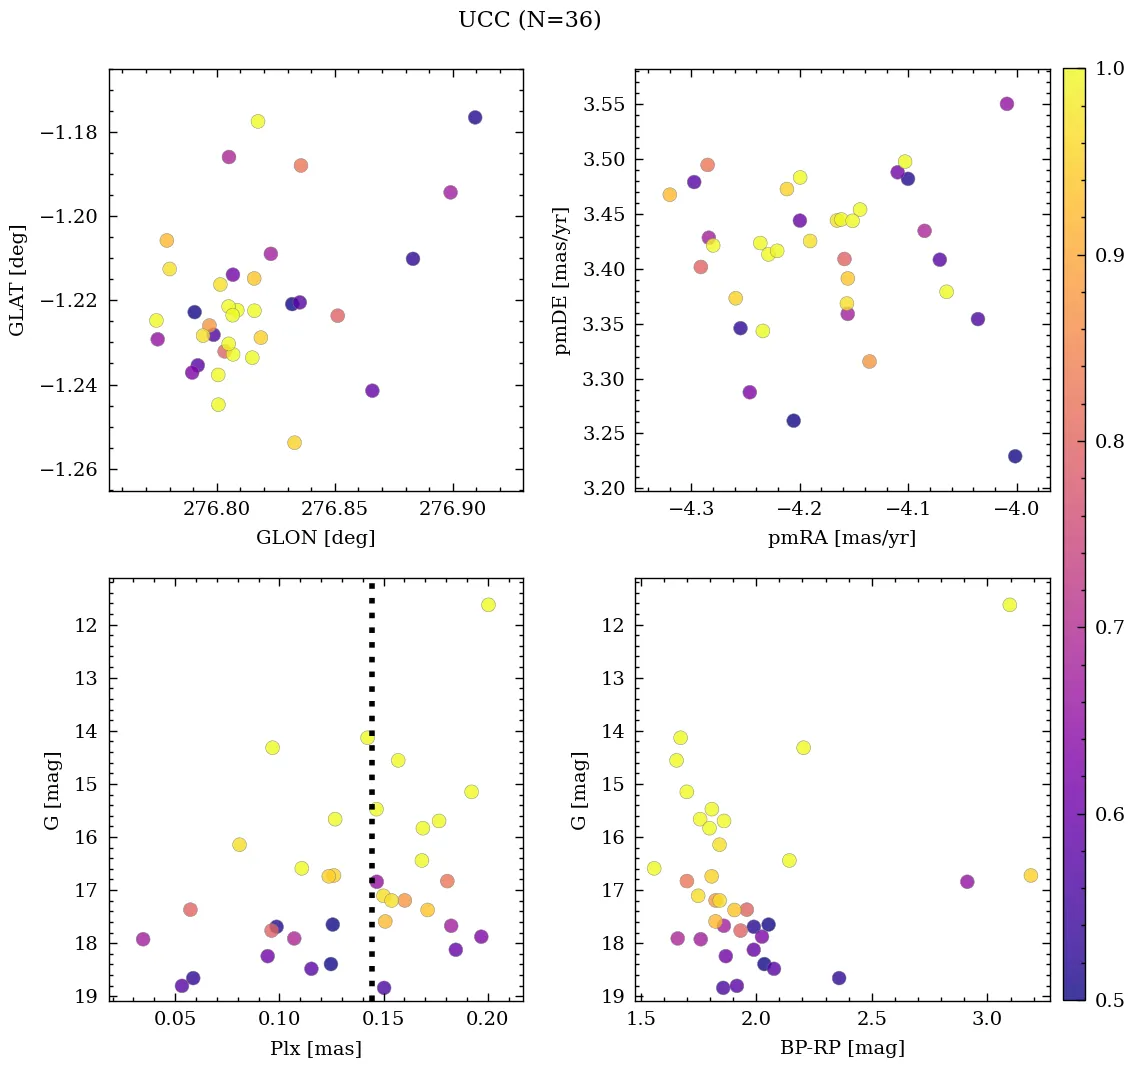 UCC (N=36)
−1.18
−1.20
−1.22
−1.24
−1.26
GLAT [deg]
276.80 276.85 276.90
GLON [deg]
3.55
3.50
3.45
3.40
3.35
3.30
3.25
3.20
pmDE [mas/yr]
−4.3 −4.2 −4.1 −4.0
pmRA [mas/yr]
12
13
14
15
16
17
18
19
G [mag]
0.05 0.10 0.15 0.20
Plx [mas]
12
13
14
15
16
17
18
19
G [mag]
1.5 2.0 2.5 3.0
BP-RP [mag]
1.0
0.9
0.8
0.7
0.6
0.5